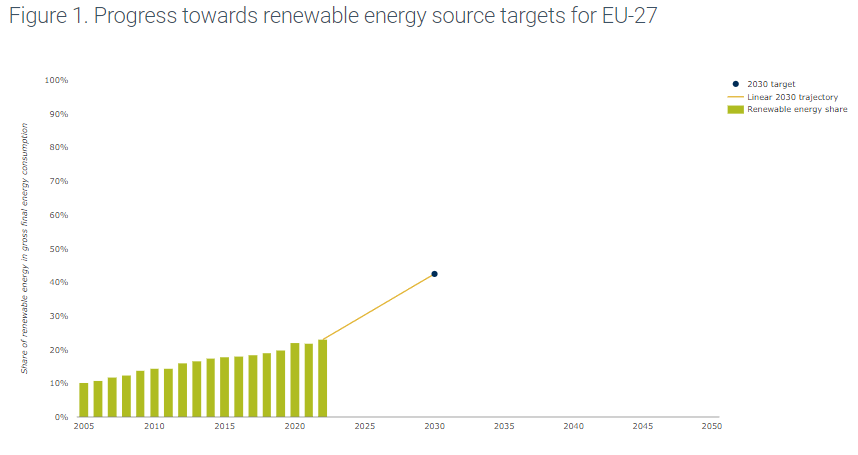 Figure 1. Progress towards renewable energy source targets for EU-27
100%
90%
80%
70%
60%
50%
40%
30%
20%
10%
0%
Share of renewable energy in gross final energy consumption
2005 2010 2015 2020 2025 2030 2035 2040 2045 2050
2030 target
Linear 2030 trajectory
Renewable energy share